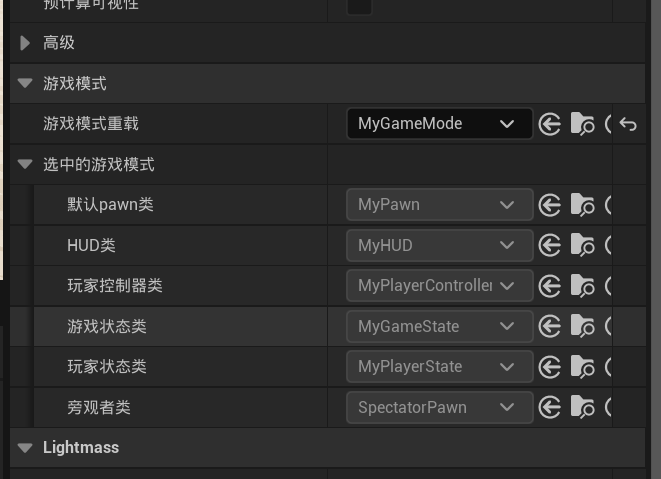 预计算可视性
高级
游戏模式
游戏模式重载 MyGameMode
选中的游戏模式
默认pawn类 MyPawn
HUD类 MyHUD
玩家控制器类 MyPlayerController
游戏状态类 MyGameState
玩家状态类 MyPlayerState
旁观者类 SpectatorPawn
Lightmass